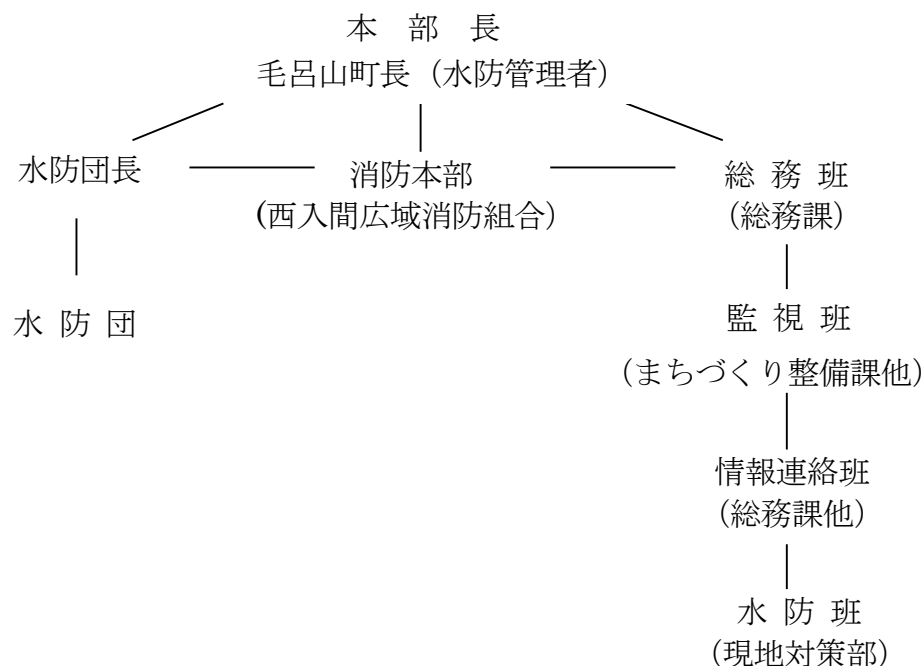 本 部 長
毛呂山町長（水防管理者）
水防団長
消防本部
(西入間広域消防組合)
総 務 班
（総務課）
水 防 団
監 視 班
（まちづくり整備課他）
情報連絡班
（総務課他）
水 防 班
（現地対策部）